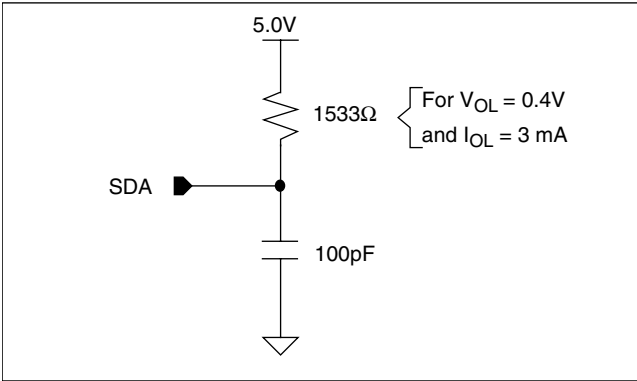 5.0V
1533Ω
For VOL = 0.4V
and IOL = 3 mA
SDA
100pF